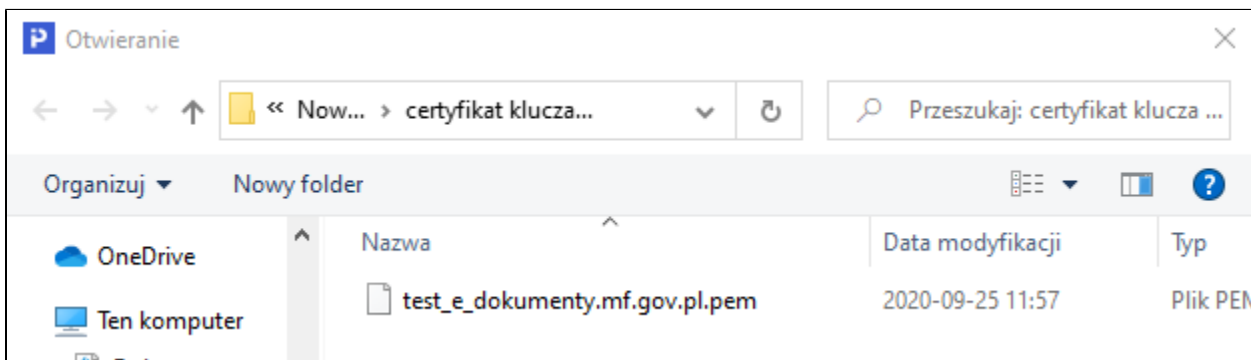 Otwieranie
« Now... › certyfikat klucza...
Przeszukaj: certyfikat klucza ...
Organizuj
Nowy folder
Nazwa
Data modyfikacji
Typ
OneDrive
test_e_dokumenty.mf.gov.pl.pem
2020-09-25 11:57
Plik PEM
Ten komputer